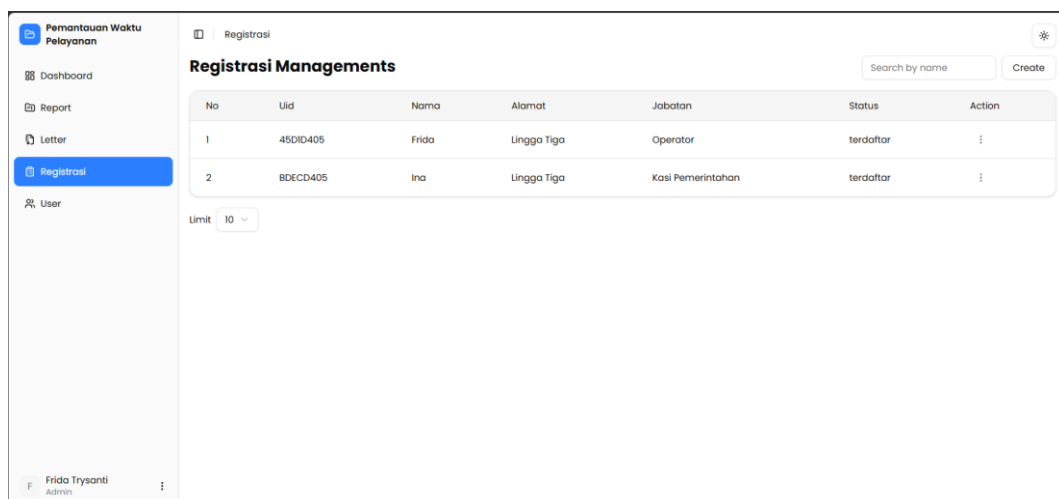 Pemantauan Waktu
Pelayanan
Dashboard
Report
Letter
Registrasi
User
Frida Trysanti
Admin
F
Registrasi
Registrasi Managements
Search by name
Create
No Uid Nama Alamat Jabatan Status Action
1 45D1D405 Frida Lingga Tiga Operator terdaftar
2 BDECD405 Ina Lingga Tiga Kasi Pemerintahan terdaftar
Limit 10